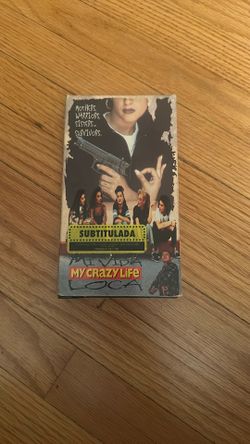 MOTHERS.
WARRIORS.
SISTERS.
SURVIVORS.
SUBTITULADA
MI VIDA
MY CRAZY LIFE
LOCA